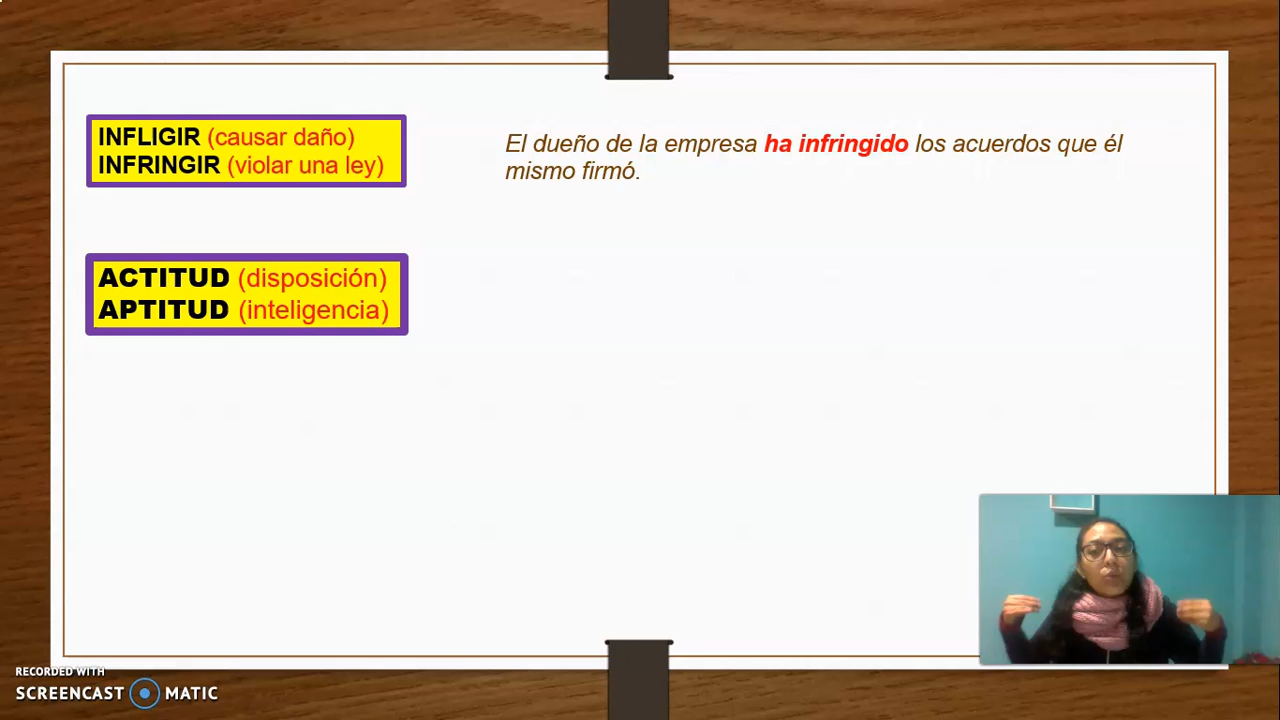 INFLIGIR (causar daño)
INFRINGIR (violar una ley)
El dueño de la empresa ha infringido los acuerdos que él
mismo firmó.
ACTITUD (disposición)
APTITUD (inteligencia)
RECORDED WITH
SCREENCAST MATIC